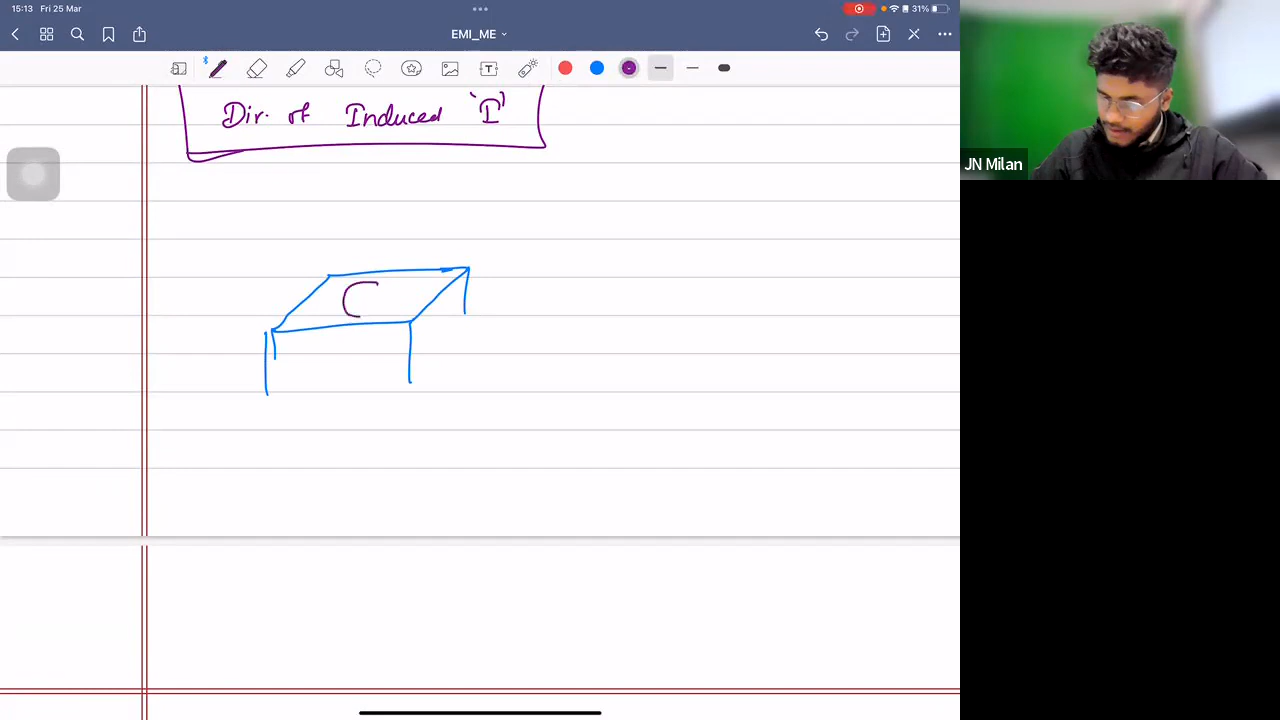 15:13 Fri 25 Mar
31%
EMI_ME
T
Dir. of Induced 'I'
C
JN Milan